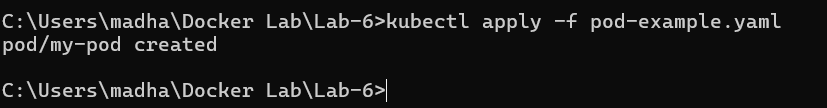 C:\Users\madha\Docker Lab\Lab-6>kubectl apply -f pod-example.yaml
pod/my-pod created
C:\Users\madha\Docker Lab\Lab-6>